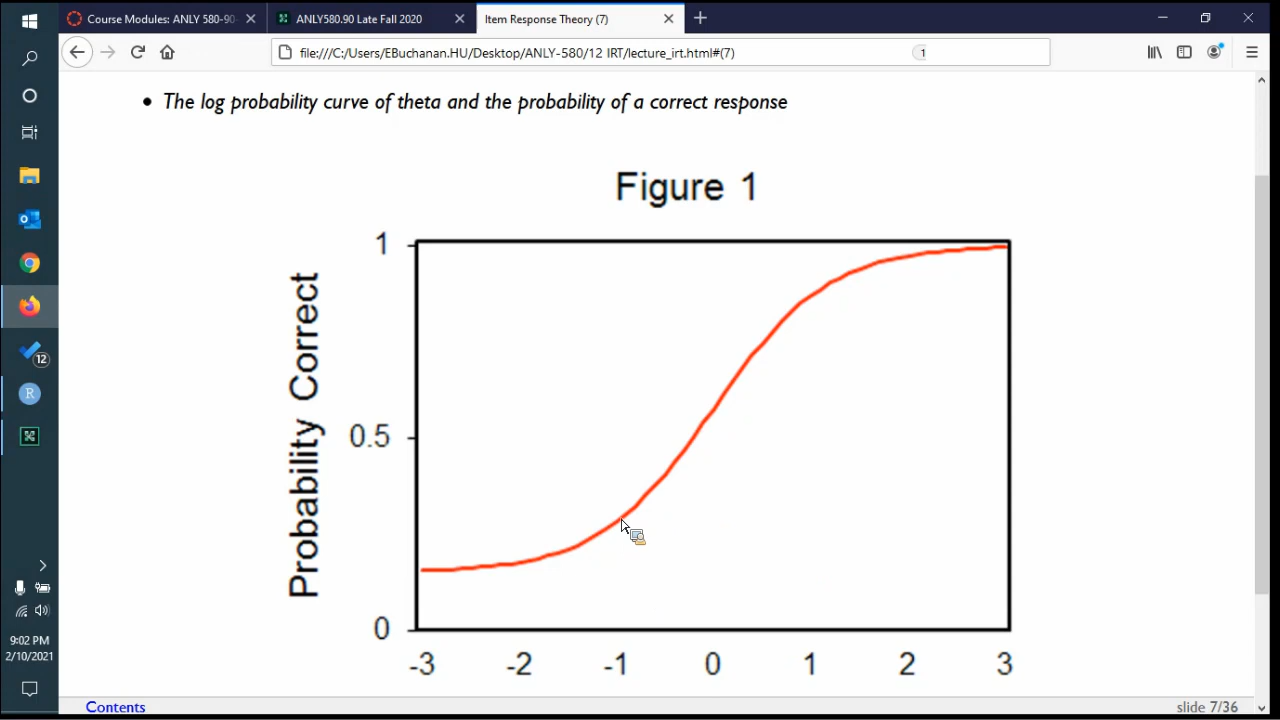 Course Modules: ANLY 580-90-
ANLY580.90 Late Fall 2020
Item Response Theory (7)
file:///C:/Users/EBuchanan.HU/Desktop/ANLY-580/12 IRT/lecture_irt.html#(7)
1
The log probability curve of theta and the probability of a correct response
Figure 1
Probability Correct
1
0.5
0
-3 -2 -1 0 1 2 3
12
R
9:02 PM
2/10/2021
Contents
slide 7/36